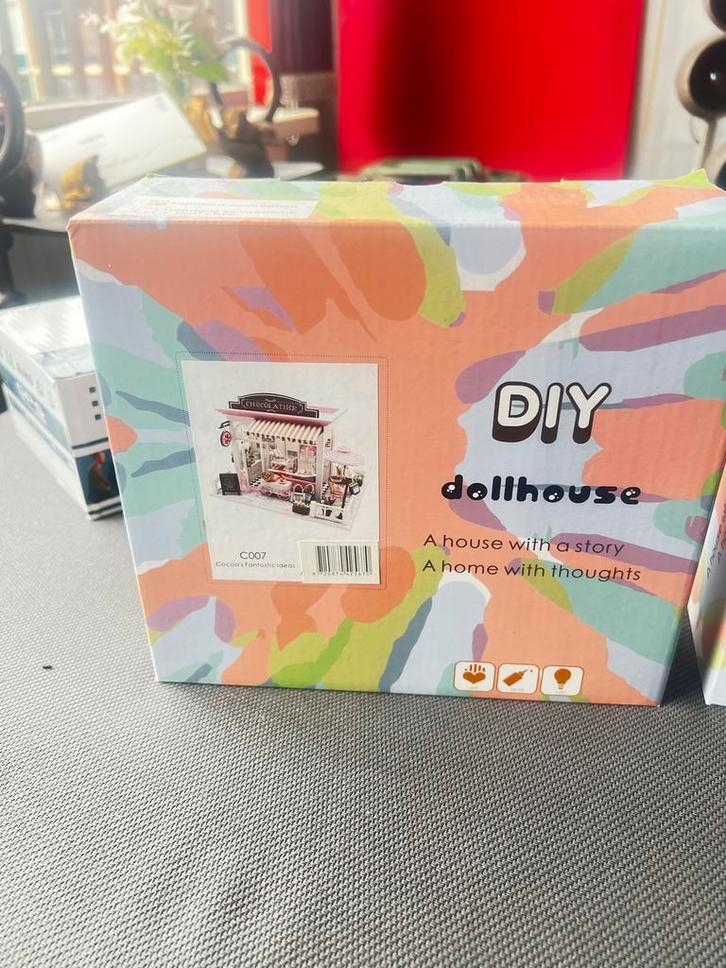 CHOCOLATIER
C007
Cocoa's Fantastic Ideas
DIY
dollhouse
A house with a story
A home with thoughts